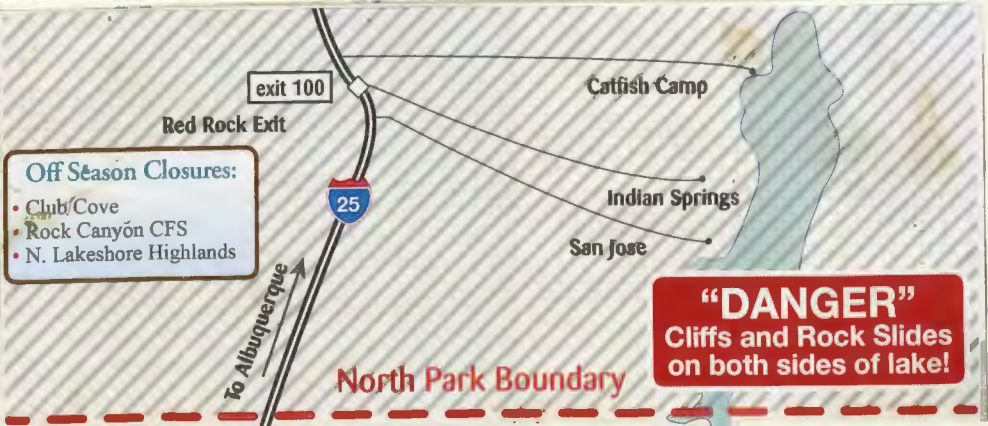 exit 100
Catfish Camp
Red Rock Exit
Off Season Closures:
• Club Cove
• Rock Canyon CFS
• N. Lakeshore Highlands
25
Indian Springs
San Jose
To Albuquerque
"DANGER"
Cliffs and Rock Slides
on both sides of lake!
North Park Boundary